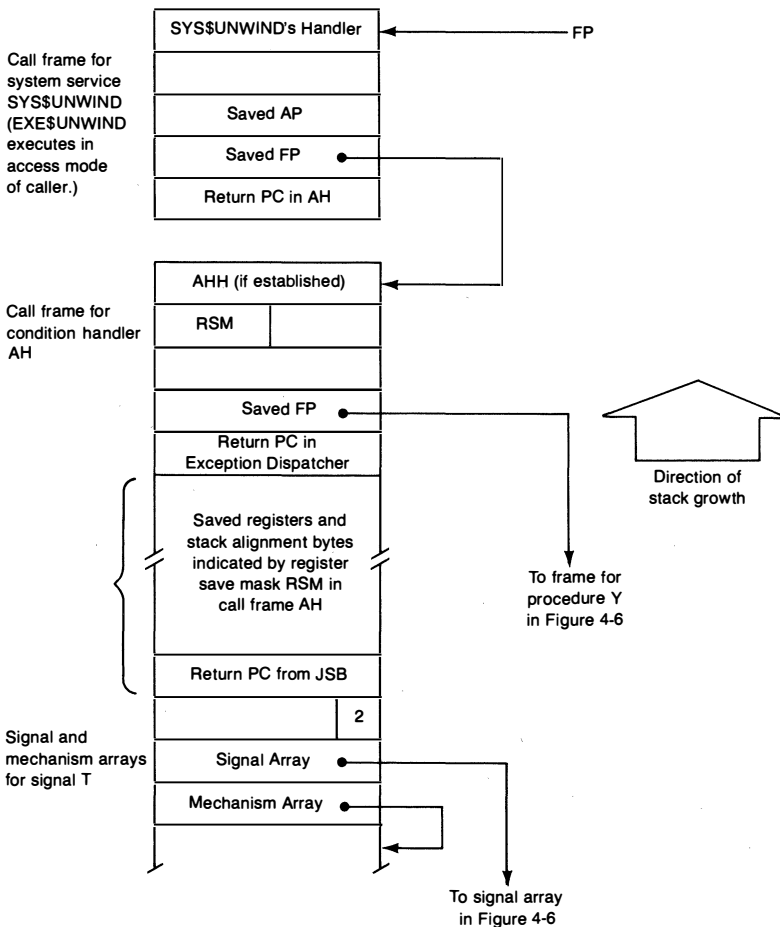 SYS$UNWIND's Handler
FP
Call frame for
system service
SYS$UNWIND
(EXE$UNWIND
executes in
access mode
of caller.)
Saved AP
Saved FP
Return PC in AH
AHH (if established)
Call frame for
condition handler
AH
RSM
Saved FP
Return PC in
Exception Dispatcher
Direction of
stack growth
Saved registers and
stack alignment bytes
indicated by register
save mask RSM in
call frame AH
To frame for
procedure Y
in Figure 4-6
Return PC from JSB
2
Signal and
mechanism arrays
for signal T
Signal Array
Mechanism Array
To signal array
in Figure 4-6